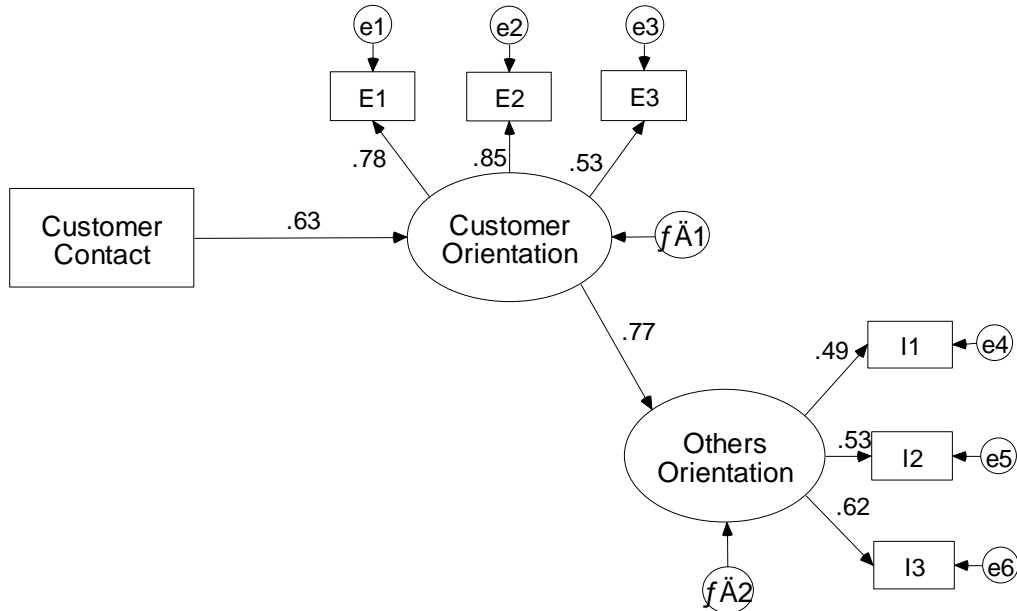 e1
e2
e3
E1
E2
E3
.78
.85
.53
Customer
Contact
.63
Customer
Orientation
ƒÄ1
.77
.49
I1
e4
Others
Orientation
.53
I2
e5
.62
I3
e6
ƒÄ2